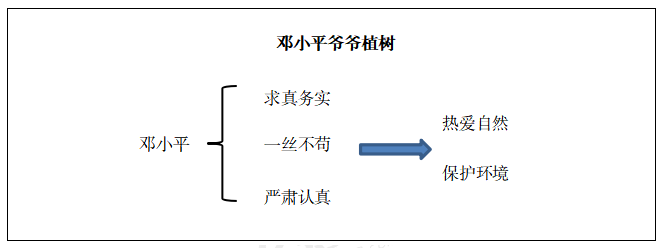 邓小平爷爷植树
邓小平
求真务实
一丝不苟
严肃认真
热爱自然
保护环境